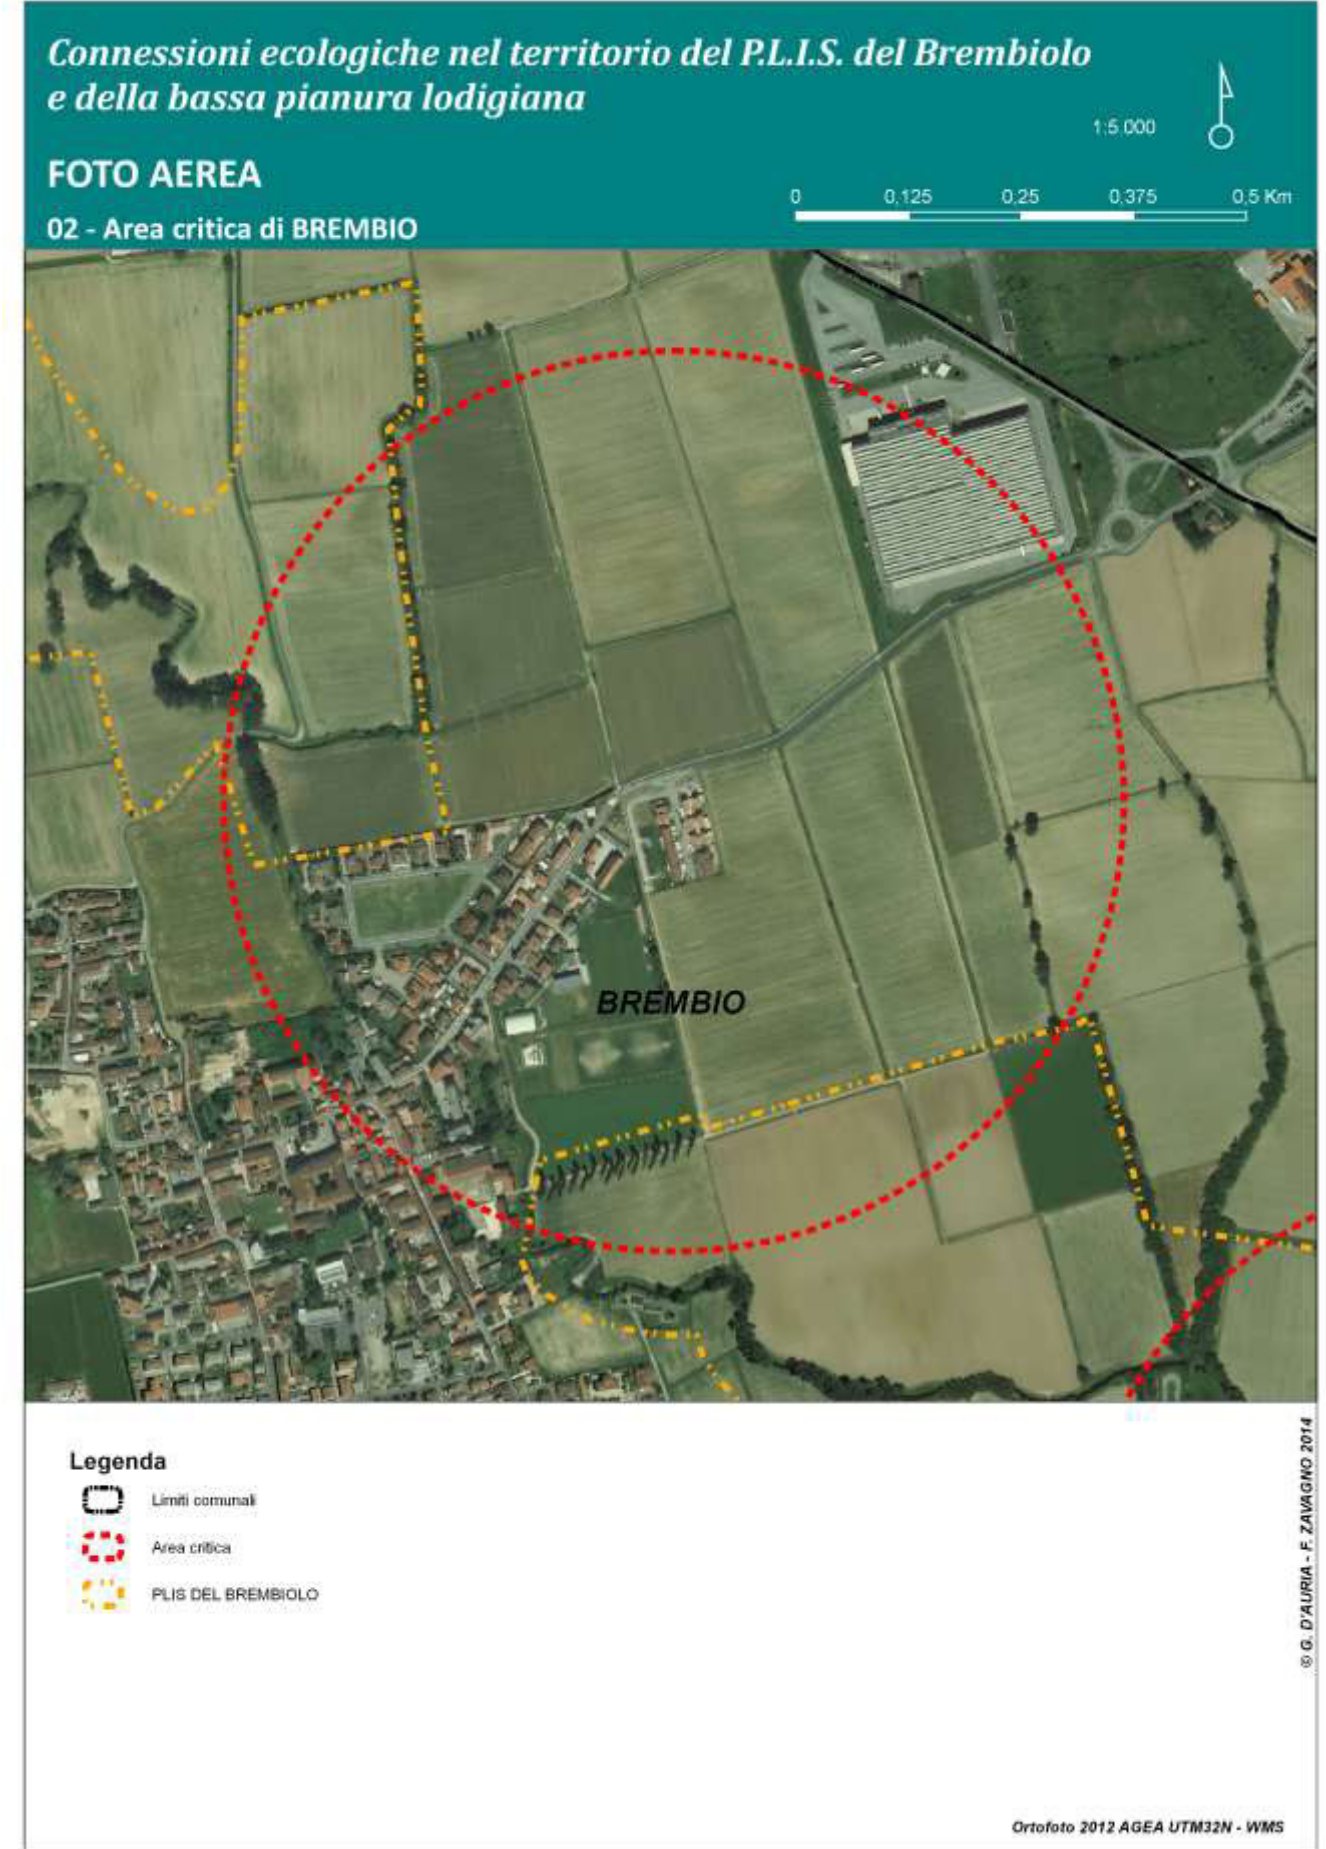 Connessioni ecologiche nel territorio del P.L.I.S. del Brembiolo
e della bassa pianura lodigiana
1:5.000
FOTO AEREA
0 0,125 0,25 0,375 0,5 Km
02 - Area critica di BREMBIO
BREMBIO
Legenda
Limiti comunali
Area critica
PLIS DEL BREMBIOLO
© G. D'AURIA - F. ZAVAGNO 2014
Ortofoto 2012 AGEA UTM32N - WMS